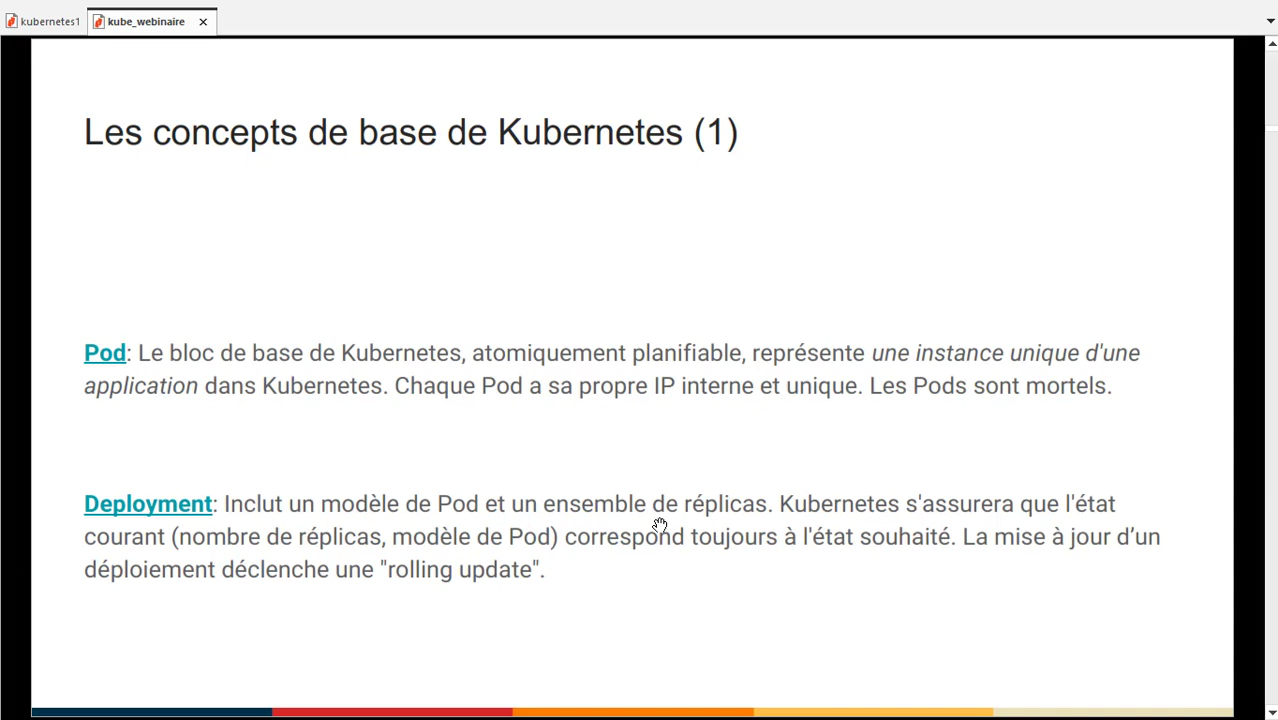 kubernetes1
kube_webinaire
Les concepts de base de Kubernetes (1)
Pod: Le bloc de base de Kubernetes, atomiquement planifiable, représente une instance unique d'une
application dans Kubernetes. Chaque Pod a sa propre IP interne et unique. Les Pods sont mortels.
Deployment: Inclut un modèle de Pod et un ensemble de réplicas. Kubernetes s'assurera que l'état
courant (nombre de réplicas, modèle de Pod) correspond toujours à l'état souhaité. La mise à jour d’un
déploiement déclenche une "rolling update".